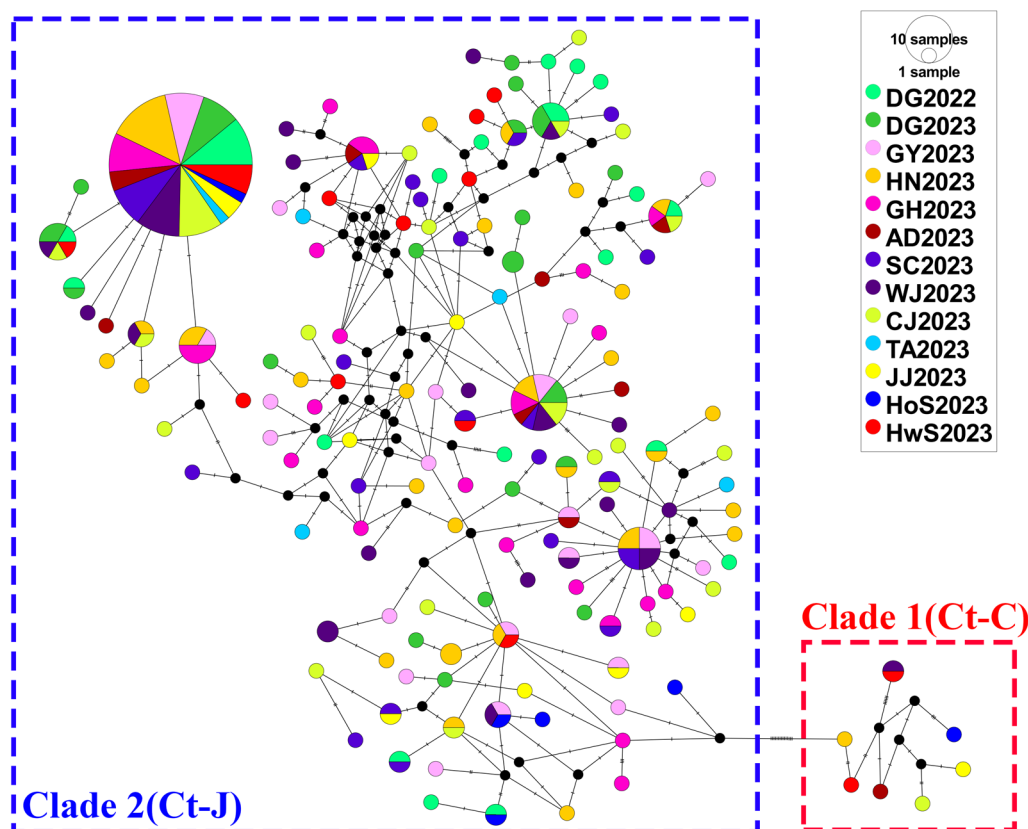 10 samples
1 sample
DG2022
DG2023
GY2023
HN2023
GH2023
AD2023
SC2023
WJ2023
CJ2023
TA2023
JJ2023
HoS2023
HwS2023
Clade 1(Ct-C)
Clade 2(Ct-J)